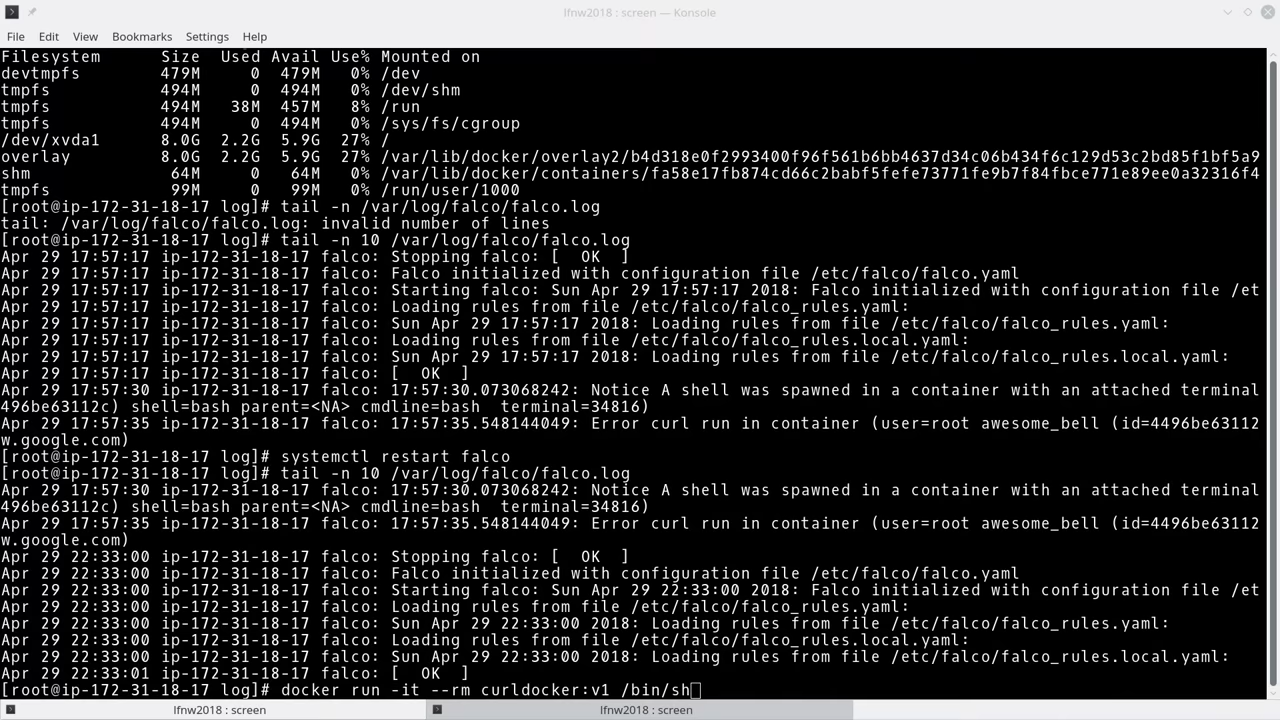 lfnw2018 : screen — Konsole
File Edit View Bookmarks Settings Help
Filesystem Size Used Avail Use% Mounted on
devtmpfs 479M 0 479M 0% /dev
tmpfs 494M 0 494M 0% /dev/shm
tmpfs 494M 38M 457M 8% /run
tmpfs 494M 0 494M 0% /sys/fs/cgroup
/dev/xvda1 8.0G 2.2G 5.9G 27% /
overlay 8.0G 2.2G 5.9G 27% /var/lib/docker/overlay2/b4d318e0f2993400f96f561b6bb4637d34c06b434f6c129d53c2bd85f1bf5a9
shm 64M 0 64M 0% /var/lib/docker/containers/fa58e17fb874cd66c2babf5fefe73771fe9b7f84fbce771e89ee0a32316f4
tmpfs 99M 0 99M 0% /run/user/1000
[root@ip-172-31-18-17 log]# tail -n /var/log/falco/falco.log
tail: /var/log/falco/falco.log: invalid number of lines
[root@ip-172-31-18-17 log]# tail -n 10 /var/log/falco/falco.log
Apr 29 17:57:17 ip-172-31-18-17 falco: Stopping falco: [  OK  ]
Apr 29 17:57:17 ip-172-31-18-17 falco: Falco initialized with configuration file /etc/falco/falco.yaml
Apr 29 17:57:17 ip-172-31-18-17 falco: Starting falco: Sun Apr 29 17:57:17 2018: Falco initialized with configuration file /et
Apr 29 17:57:17 ip-172-31-18-17 falco: Loading rules from file /etc/falco/falco_rules.yaml:
Apr 29 17:57:17 ip-172-31-18-17 falco: Sun Apr 29 17:57:17 2018: Loading rules from file /etc/falco/falco_rules.yaml:
Apr 29 17:57:17 ip-172-31-18-17 falco: Loading rules from file /etc/falco/falco_rules.local.yaml:
Apr 29 17:57:17 ip-172-31-18-17 falco: Sun Apr 29 17:57:17 2018: Loading rules from file /etc/falco/falco_rules.local.yaml:
Apr 29 17:57:17 ip-172-31-18-17 falco: [  OK  ]
Apr 29 17:57:30 ip-172-31-18-17 falco: 17:57:30.073068242: Notice A shell was spawned in a container with an attached terminal
496be63112c) shell=bash parent=<NA> cmdline=bash  terminal=34816)
Apr 29 17:57:35 ip-172-31-18-17 falco: 17:57:35.548144049: Error curl run in container (user=root awesome_bell (id=4496be63112
w.google.com)
[root@ip-172-31-18-17 log]# systemctl restart falco
[root@ip-172-31-18-17 log]# tail -n 10 /var/log/falco/falco.log
Apr 29 17:57:30 ip-172-31-18-17 falco: 17:57:30.073068242: Notice A shell was spawned in a container with an attached terminal
496be63112c) shell=bash parent=<NA> cmdline=bash  terminal=34816)
Apr 29 17:57:35 ip-172-31-18-17 falco: 17:57:35.548144049: Error curl run in container (user=root awesome_bell (id=4496be63112
w.google.com)
Apr 29 22:33:00 ip-172-31-18-17 falco: Stopping falco: [  OK  ]
Apr 29 22:33:00 ip-172-31-18-17 falco: Falco initialized with configuration file /etc/falco/falco.yaml
Apr 29 22:33:00 ip-172-31-18-17 falco: Starting falco: Sun Apr 29 22:33:00 2018: Falco initialized with configuration file /et
Apr 29 22:33:00 ip-172-31-18-17 falco: Loading rules from file /etc/falco/falco_rules.yaml:
Apr 29 22:33:00 ip-172-31-18-17 falco: Sun Apr 29 22:33:00 2018: Loading rules from file /etc/falco/falco_rules.yaml:
Apr 29 22:33:00 ip-172-31-18-17 falco: Loading rules from file /etc/falco/falco_rules.local.yaml:
Apr 29 22:33:00 ip-172-31-18-17 falco: Sun Apr 29 22:33:00 2018: Loading rules from file /etc/falco/falco_rules.local.yaml:
Apr 29 22:33:01 ip-172-31-18-17 falco: [  OK  ]
[root@ip-172-31-18-17 log]# docker run -it --rm curldocker:v1 /bin/sh
lfnw2018 : screen lfnw2018 : screen